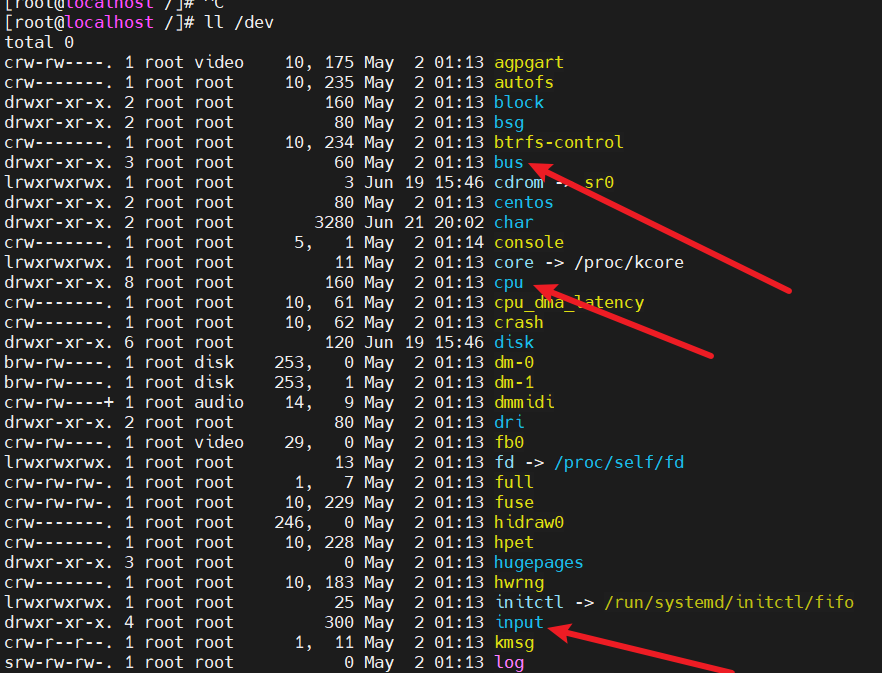 [root@localhost /]# ^C
[root@localhost /]# ll /dev
total 0
crw-rw----. 1 root video    10, 175 May  2 01:13 agpgart
crw-------. 1 root root     10, 235 May  2 01:13 autofs
drwxr-xr-x. 2 root root         160 May  2 01:13 block
drwxr-xr-x. 2 root root          80 May  2 01:13 bsg
crw-------. 1 root root     10, 234 May  2 01:13 btrfs-control
drwxr-xr-x. 3 root root          60 May  2 01:13 bus
lrwxrwxrwx. 1 root root           3 Jun 19 15:46 cdrom -> sr0
drwxr-xr-x. 2 root root          80 May  2 01:13 centos
drwxr-xr-x. 2 root root        3280 Jun 21 20:02 char
crw-------. 1 root root      5,   1 May  2 01:14 console
lrwxrwxrwx. 1 root root          11 May  2 01:13 core -> /proc/kcore
drwxr-xr-x. 8 root root         160 May  2 01:13 cpu
crw-------. 1 root root     10,  61 May  2 01:13 cpu_dma_latency
crw-------. 1 root root     10,  62 May  2 01:13 crash
drwxr-xr-x. 6 root root         120 Jun 19 15:46 disk
brw-rw----. 1 root disk    253,   0 May  2 01:13 dm-0
brw-rw----. 1 root disk    253,   1 May  2 01:13 dm-1
crw-rw----+ 1 root audio    14,   9 May  2 01:13 dmmidi
drwxr-xr-x. 2 root root          80 May  2 01:13 dri
crw-rw----. 1 root video    29,   0 May  2 01:13 fb0
lrwxrwxrwx. 1 root root          13 May  2 01:13 fd -> /proc/self/fd
crw-rw-rw-. 1 root root      1,   7 May  2 01:13 full
crw-rw-rw-. 1 root root     10, 229 May  2 01:13 fuse
crw-------. 1 root root    246,   0 May  2 01:13 hidraw0
crw-------. 1 root root     10, 228 May  2 01:13 hpet
drwxr-xr-x. 3 root root           0 May  2 01:13 hugepages
crw-------. 1 root root     10, 183 May  2 01:13 hwrng
lrwxrwxrwx. 1 root root          25 May  2 01:13 initctl -> /run/systemd/initctl/fifo
drwxr-xr-x. 4 root root         300 May  2 01:13 input
crw-r--r--. 1 root root      1,  11 May  2 01:13 kmsg
srw-rw-rw-. 1 root root           0 May  2 01:13 log